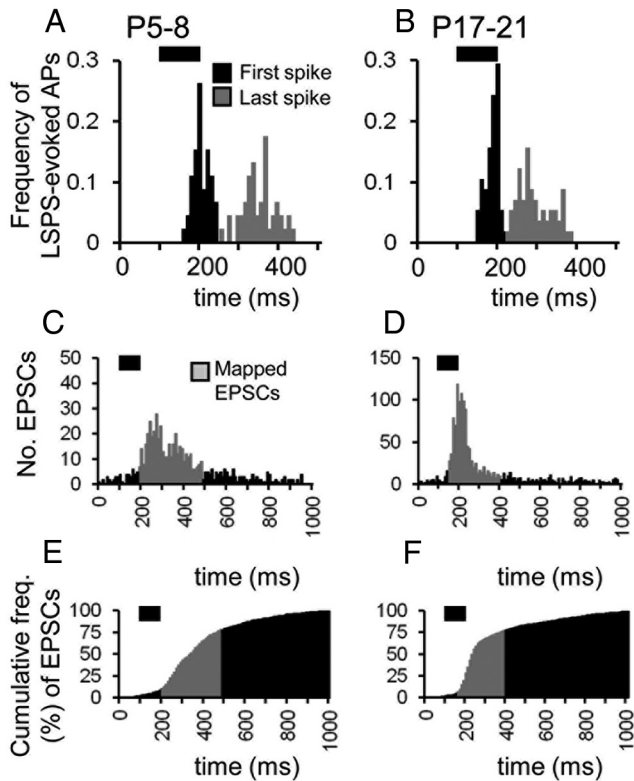 A P5-8
B P17-21
Frequency of
LSPS-evoked APs
0.3
0.2
0.1
0
First spike
Last spike
0 200 400
time (ms)
0.3
0.2
0.1
0
0 200 400
time (ms)
C
D
No. EPSCs
50
40
30
20
10
0
Mapped
EPSCs
0 200 400 600 800 1000
time (ms)
150
100
50
0
0 200 400 600 800 1000
time (ms)
E
F
Cumulative freq.
(%) of EPSCs
100
75
50
25
0
0 200 400 600 800 1000
time (ms)
100
75
50
25
0
0 200 400 600 800 1000
time (ms)